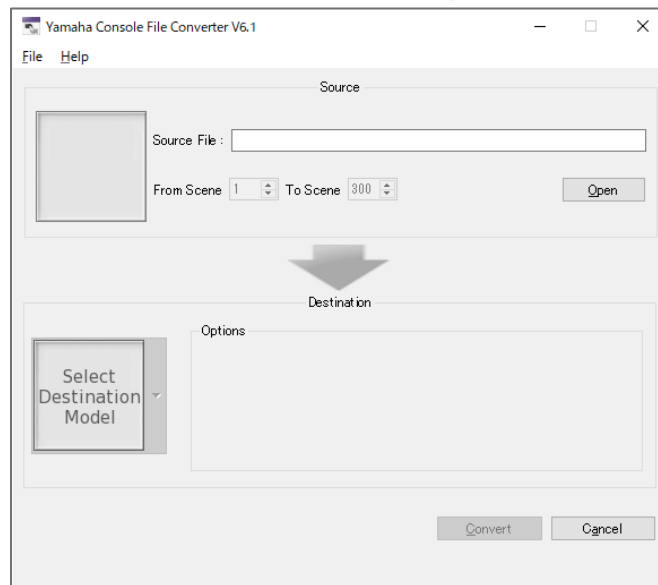 Yamaha Console File Converter V6.1
File Help
Source
Source File :
From Scene 1 To Scene 300 Open
Destination
Options
Select
Destination
Model
Convert Cancel